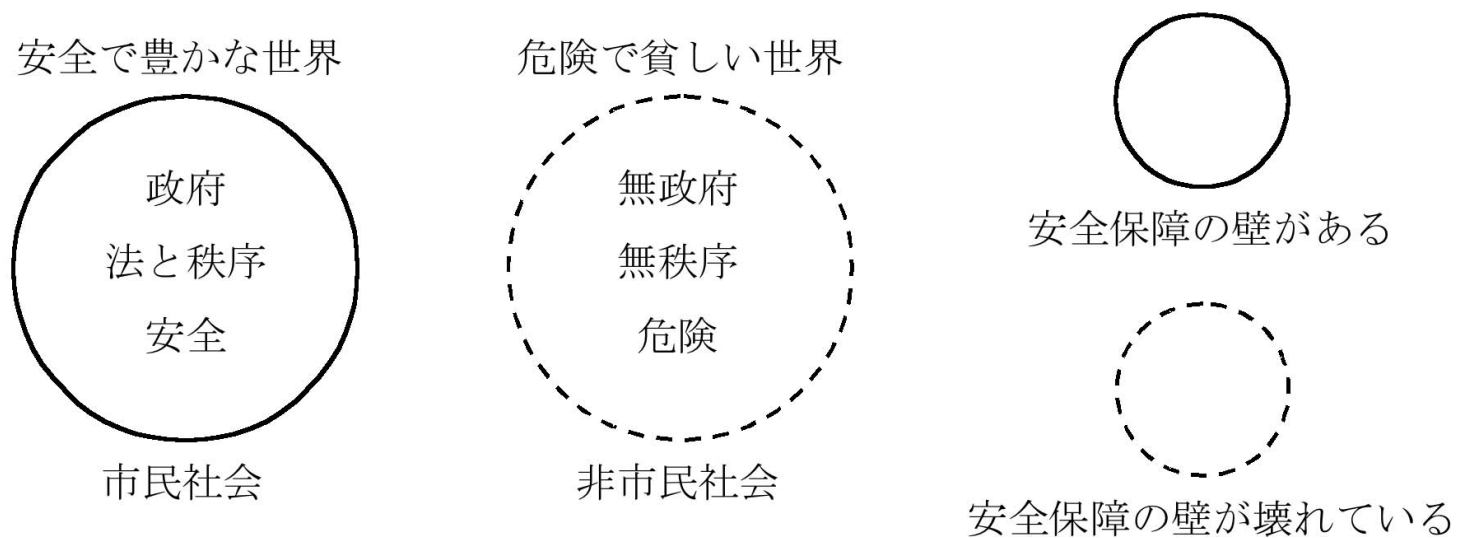 安全で豊かな世界
政府
法と秩序
安全
市民社会
危険で貧しい世界
無政府
無秩序
危険
非市民社会
安全保障の壁がある
安全保障の壁が壊れている